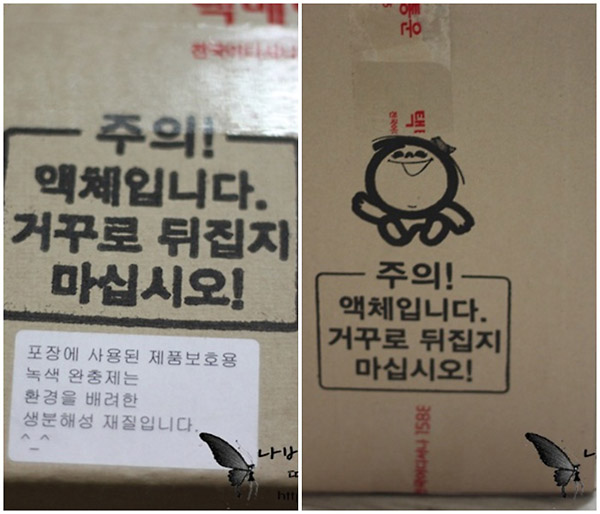 주의!
액체입니다.
거꾸로 뒤집지
마십시오!
포장에 사용된 제품보호용
녹색 완충제는
환경을 배려한
생분해성 재질입니다.
^_^
주의!
액체입니다.
거꾸로 뒤집지
마십시오!